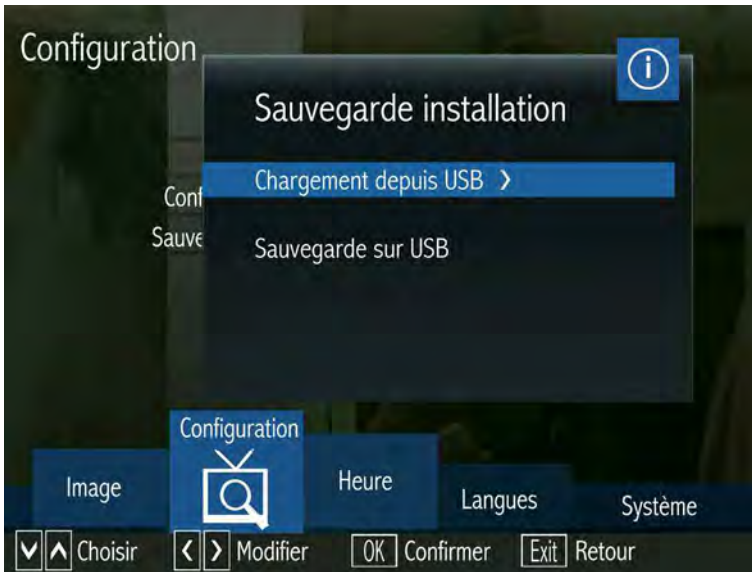 Configuration
Sauvegarde installation
Chargement depuis USB >
Conf
Sauve
Sauvegarde sur USB
Configuration
Image
Heure
Langues
Système
Choisir
Modifier
OK Confirmer
Exit Retour